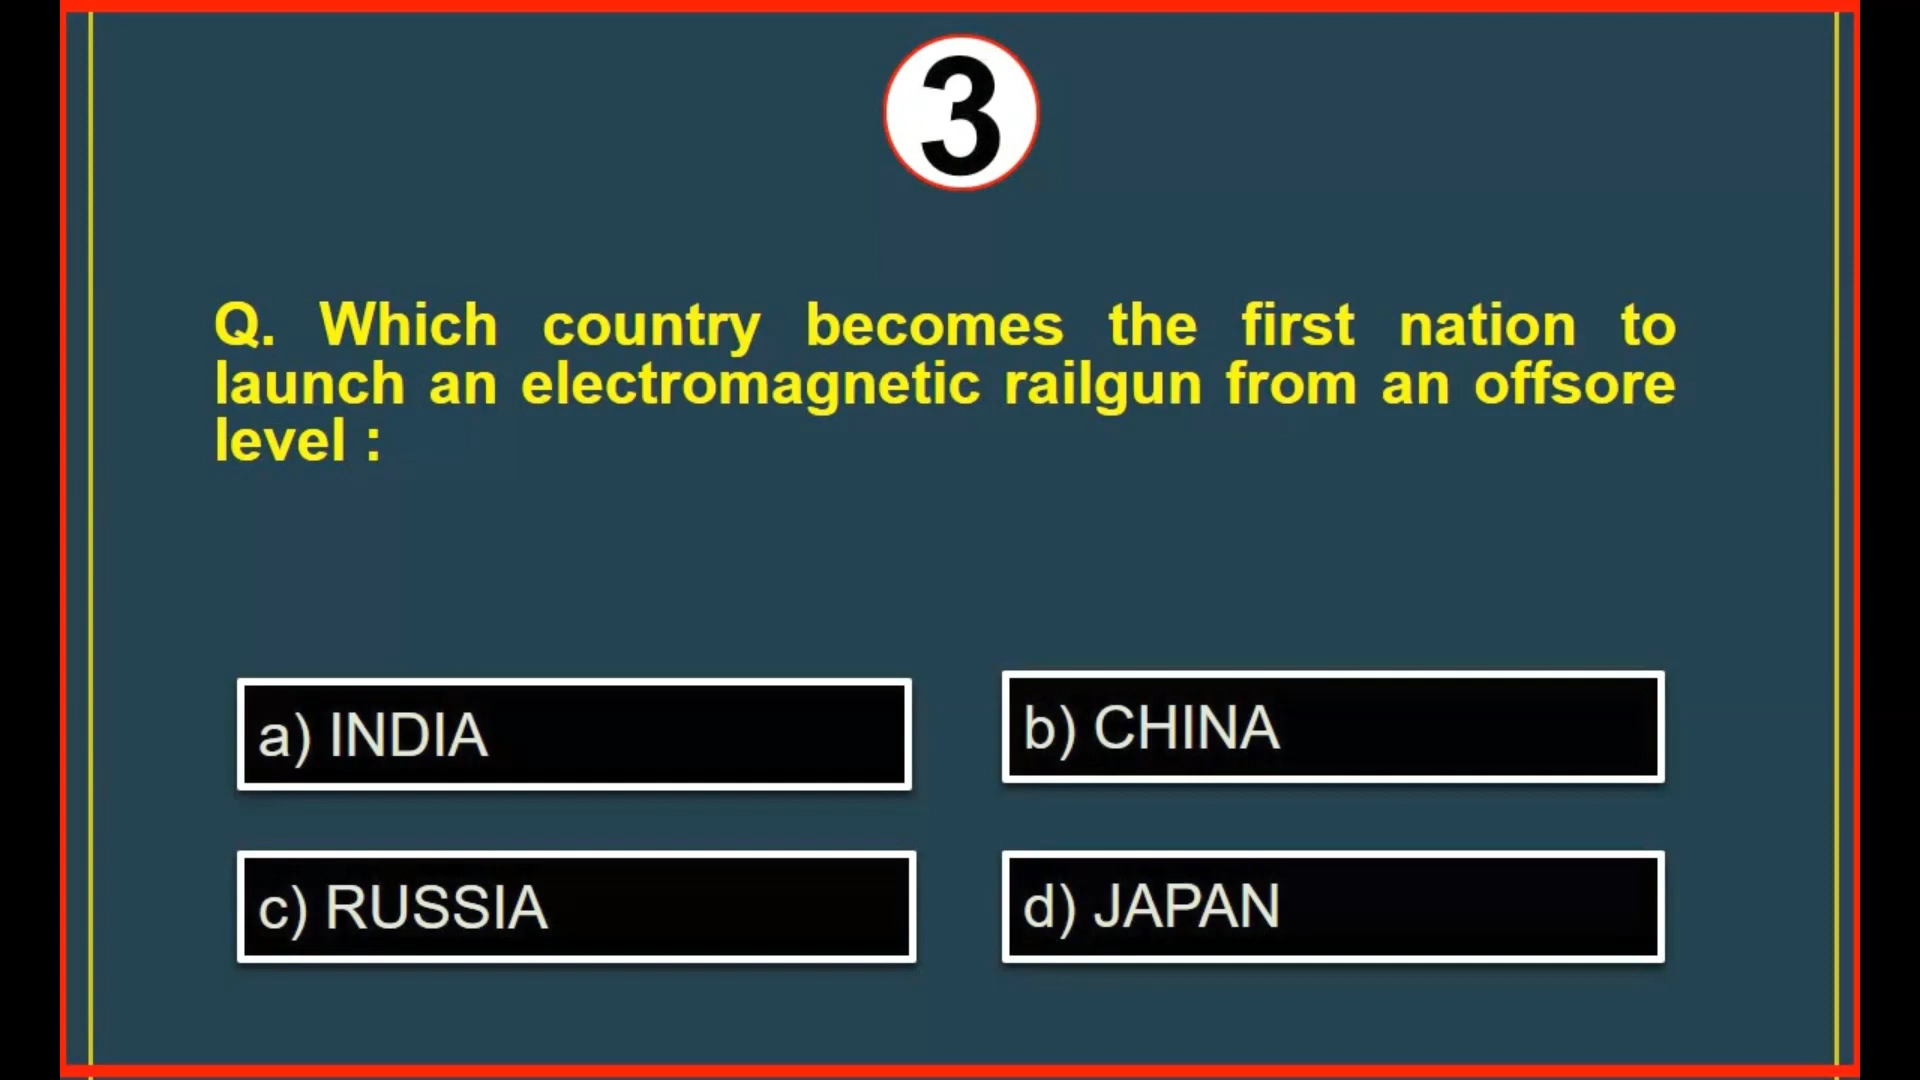 3
Q. Which country becomes the first nation to
launch an electromagnetic railgun from an offsore
level :
a) INDIA
b) CHINA
c) RUSSIA
d) JAPAN